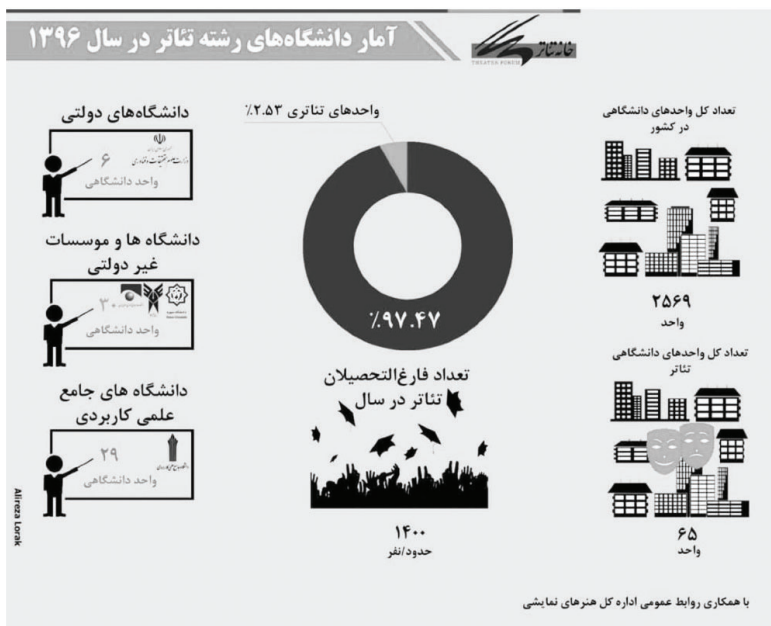 آمار دانشگاه‌های رشته تئاتر در سال ۱۳۹۶
خانه تئاتر
THEATER FORUM
تعداد کل واحدهای دانشگاهی
در کشور
۲۵۶۹
واحد
تعداد کل واحدهای دانشگاهی
تئاتر
۶۵
واحد
واحدهای تئاتری ۲.۵۳٪
٪۹۷.۴۷
تعداد فارغ‌التحصیلان
تئاتر در سال
۱۴۰۰
حدود/نفر
دانشگاه‌های دولتی
۶
واحد دانشگاهی
دانشگاه ها و موسسات
غیر دولتی
۳۰
واحد دانشگاهی
دانشگاه های جامع
علمی کاربردی
۲۹
واحد دانشگاهی
Alireza Lorak
با همکاری روابط عمومی اداره کل هنرهای نمایشی